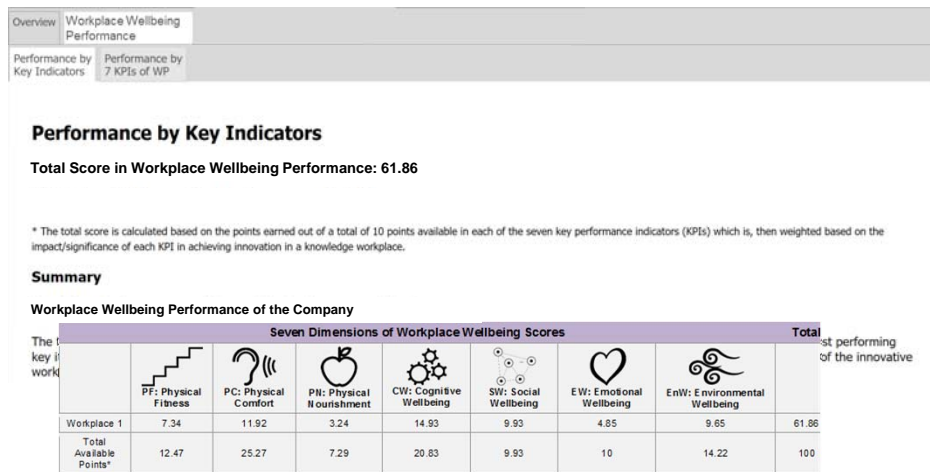 Overview
Workplace Wellbeing
Performance
Performance by
Key Indicators
Performance by
7 KPIs of WP
Performance by Key Indicators
Total Score in Workplace Wellbeing Performance: 61.86
* The total score is calculated based on the points earned out of a total of 10 points available in each of the seven key performance indicators (KPIs) which is, then weighted based on the
impact/significance of each KPI in achieving innovation in a knowledge workplace.
Summary
Workplace Wellbeing Performance of the Company
The
key
st performing
of the innovative
Seven Dimensions of Workplace Wellbeing Scores Total
PF: Physical
Fitness
PC: Physical
Comfort
PN: Physical
Nourishment
CW: Cognitive
Wellbeing
SW: Social
Wellbeing
EW: Emotional
Wellbeing
EnW: Environmental
Wellbeing
Workplace 1 7.34 11.92 3.24 14.93 9.93 4.85 9.65 61.86
Total
Available
Points*
12.47 25.27 7.29 20.83 9.93 10 14.22 100